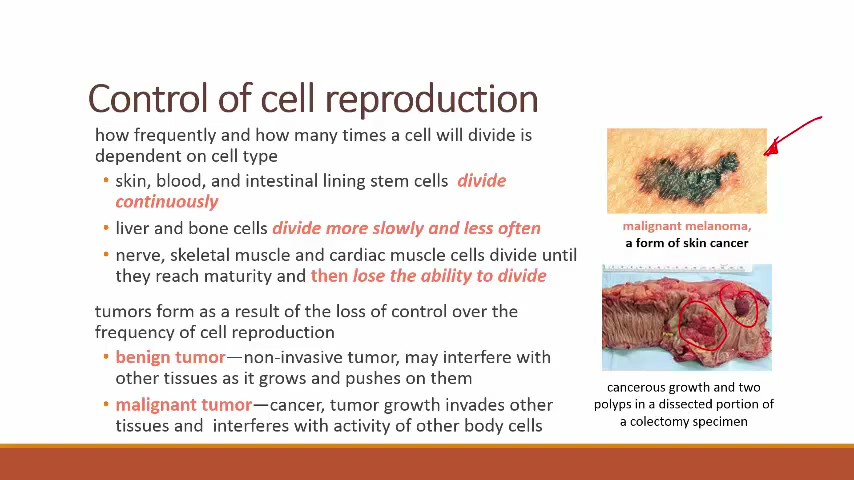 Control of cell reproduction
how frequently and how many times a cell will divide is
dependent on cell type
• skin, blood, and intestinal lining stem cells divide
continuously
• liver and bone cells divide more slowly and less often
• nerve, skeletal muscle and cardiac muscle cells divide until
they reach maturity and then lose the ability to divide
tumors form as a result of the loss of control over the
frequency of cell reproduction
• benign tumor—non-invasive tumor, may interfere with
other tissues as it grows and pushes on them
• malignant tumor—cancer, tumor growth invades other
tissues and interferes with activity of other body cells
malignant melanoma,
a form of skin cancer
cancerous growth and two
polyps in a dissected portion of
a colectomy specimen